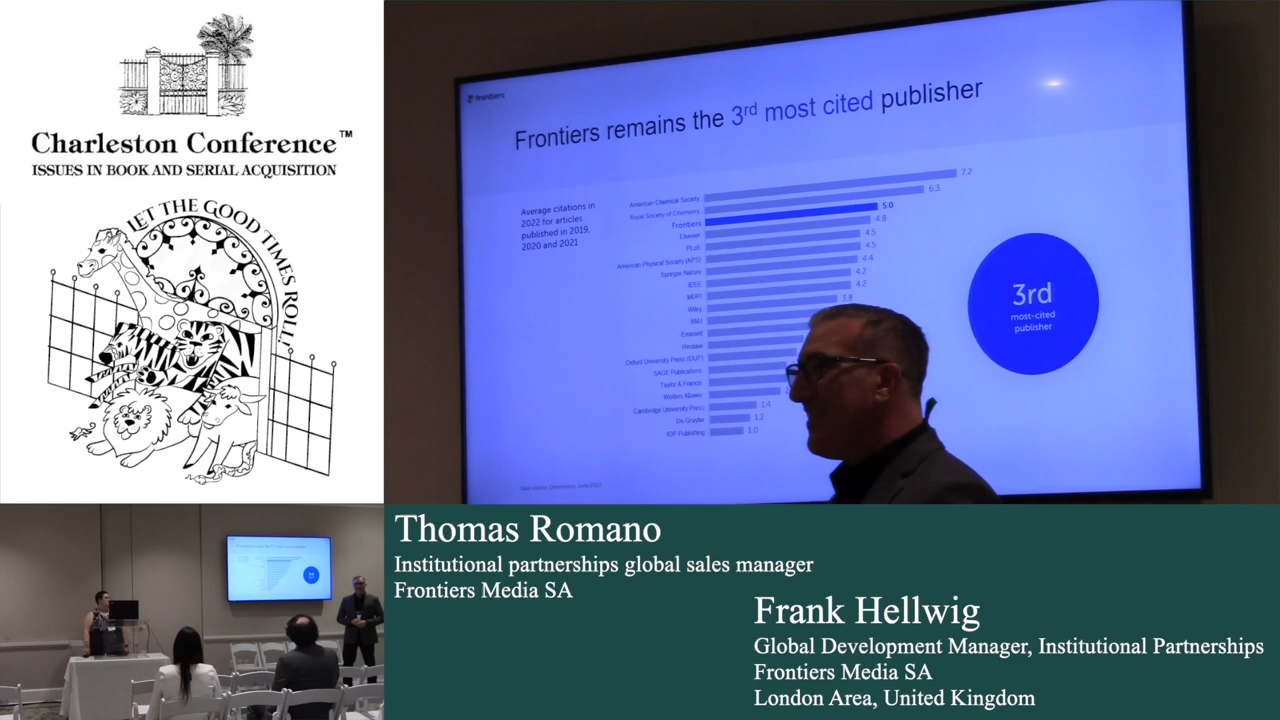 Charleston Conference™
ISSUES IN BOOK AND SERIAL ACQUISITION
LET THE GOOD TIMES ROLL!
frontiers
Frontiers remains the 3rd most cited publisher
Average citations in
2022 for articles
published in 2019,
2020 and 2021
American Chemical Society 7.2
Royal Society of Chemistry 6.3
Frontiers 5.0
Elsevier 4.8
PLoS 4.5
American Physical Society (APS) 4.5
Springer Nature 4.4
IEEE 4.2
MDPI 4.2
Wiley 3.8
BMJ
Emerald
Hindawi
Oxford University Press (OUP)
SAGE Publications
Taylor & Francis
Wolters Kluwer
Cambridge University Press 1.4
De Gruyter 1.2
IOP Publishing 1.0
3rd
most-cited
publisher
Thomas Romano
Institutional partnerships global sales manager
Frontiers Media SA
Frank Hellwig
Global Development Manager, Institutional Partnerships
Frontiers Media SA
London Area, United Kingdom